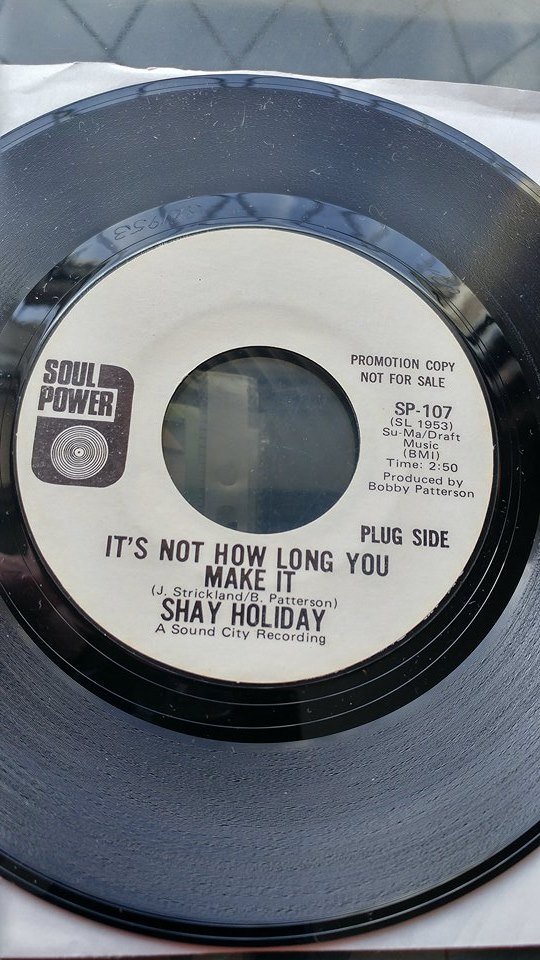 SOUL
POWER
PROMOTION COPY
NOT FOR SALE
SP-107
(SL 1953)
Su-Ma/Draft
Music
(BMI)
Time: 2:50
Produced by
Bobby Patterson
PLUG SIDE
IT'S NOT HOW LONG YOU
MAKE IT
(J. Strickland/B. Patterson)
SHAY HOLIDAY
A Sound City Recording